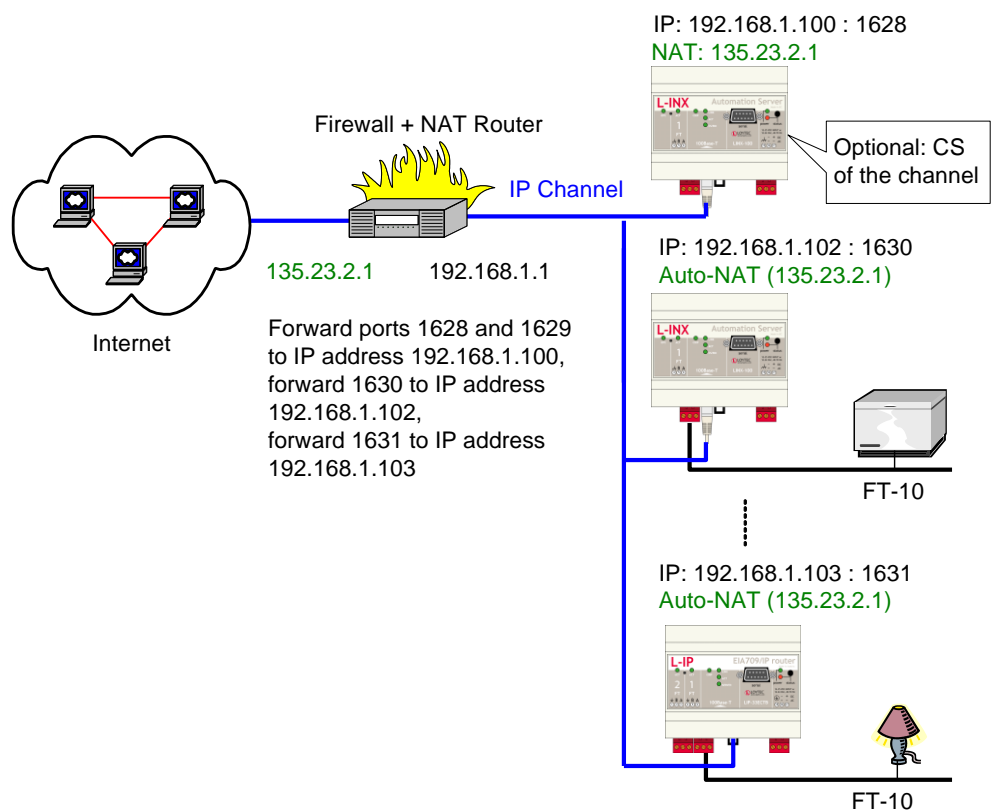 IP: 192.168.1.100 : 1628
NAT: 135.23.2.1
L-INX Automation Server
Optional: CS
of the channel
Firewall + NAT Router
IP Channel
135.23.2.1
192.168.1.1
Internet
Forward ports 1628 and 1629
to IP address 192.168.1.100,
forward 1630 to IP address
192.168.1.102,
forward 1631 to IP address
192.168.1.103
IP: 192.168.1.102 : 1630
Auto-NAT (135.23.2.1)
L-INX Automation Server
FT-10
IP: 192.168.1.103 : 1631
Auto-NAT (135.23.2.1)
L-IP EIA709/IP router
2 1
FT-10